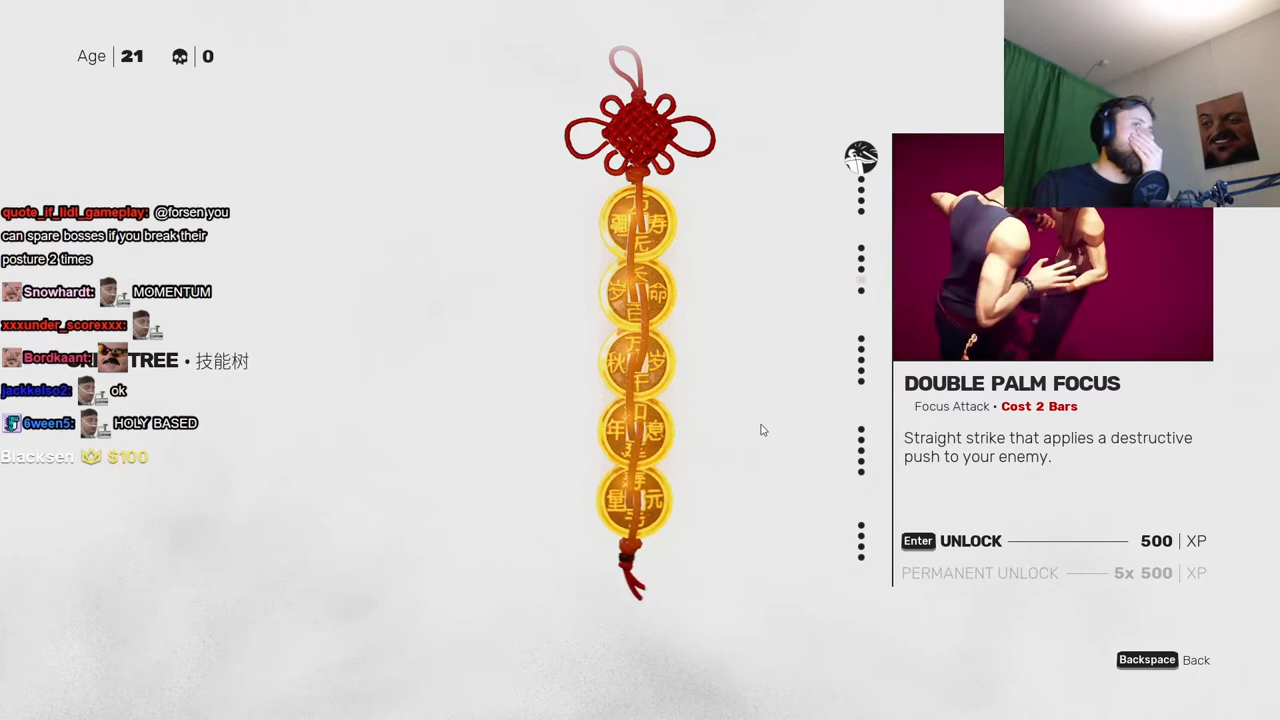 Age 21 0
quote_if_lidl_gameplay: @forsen you
can spare bosses if you break their
posture 2 times
Snowhardt: MOMENTUM
xxxunder_scorexxx:
Bordkaant: TREE • 技能树
jackkelso2: ok
6ween5: HOLY BASED
Blacksen $100
DOUBLE PALM FOCUS
Focus Attack • Cost 2 Bars
Straight strike that applies a destructive
push to your enemy.
Enter UNLOCK 500 | XP
PERMANENT UNLOCK 5x 500 | XP
Backspace Back